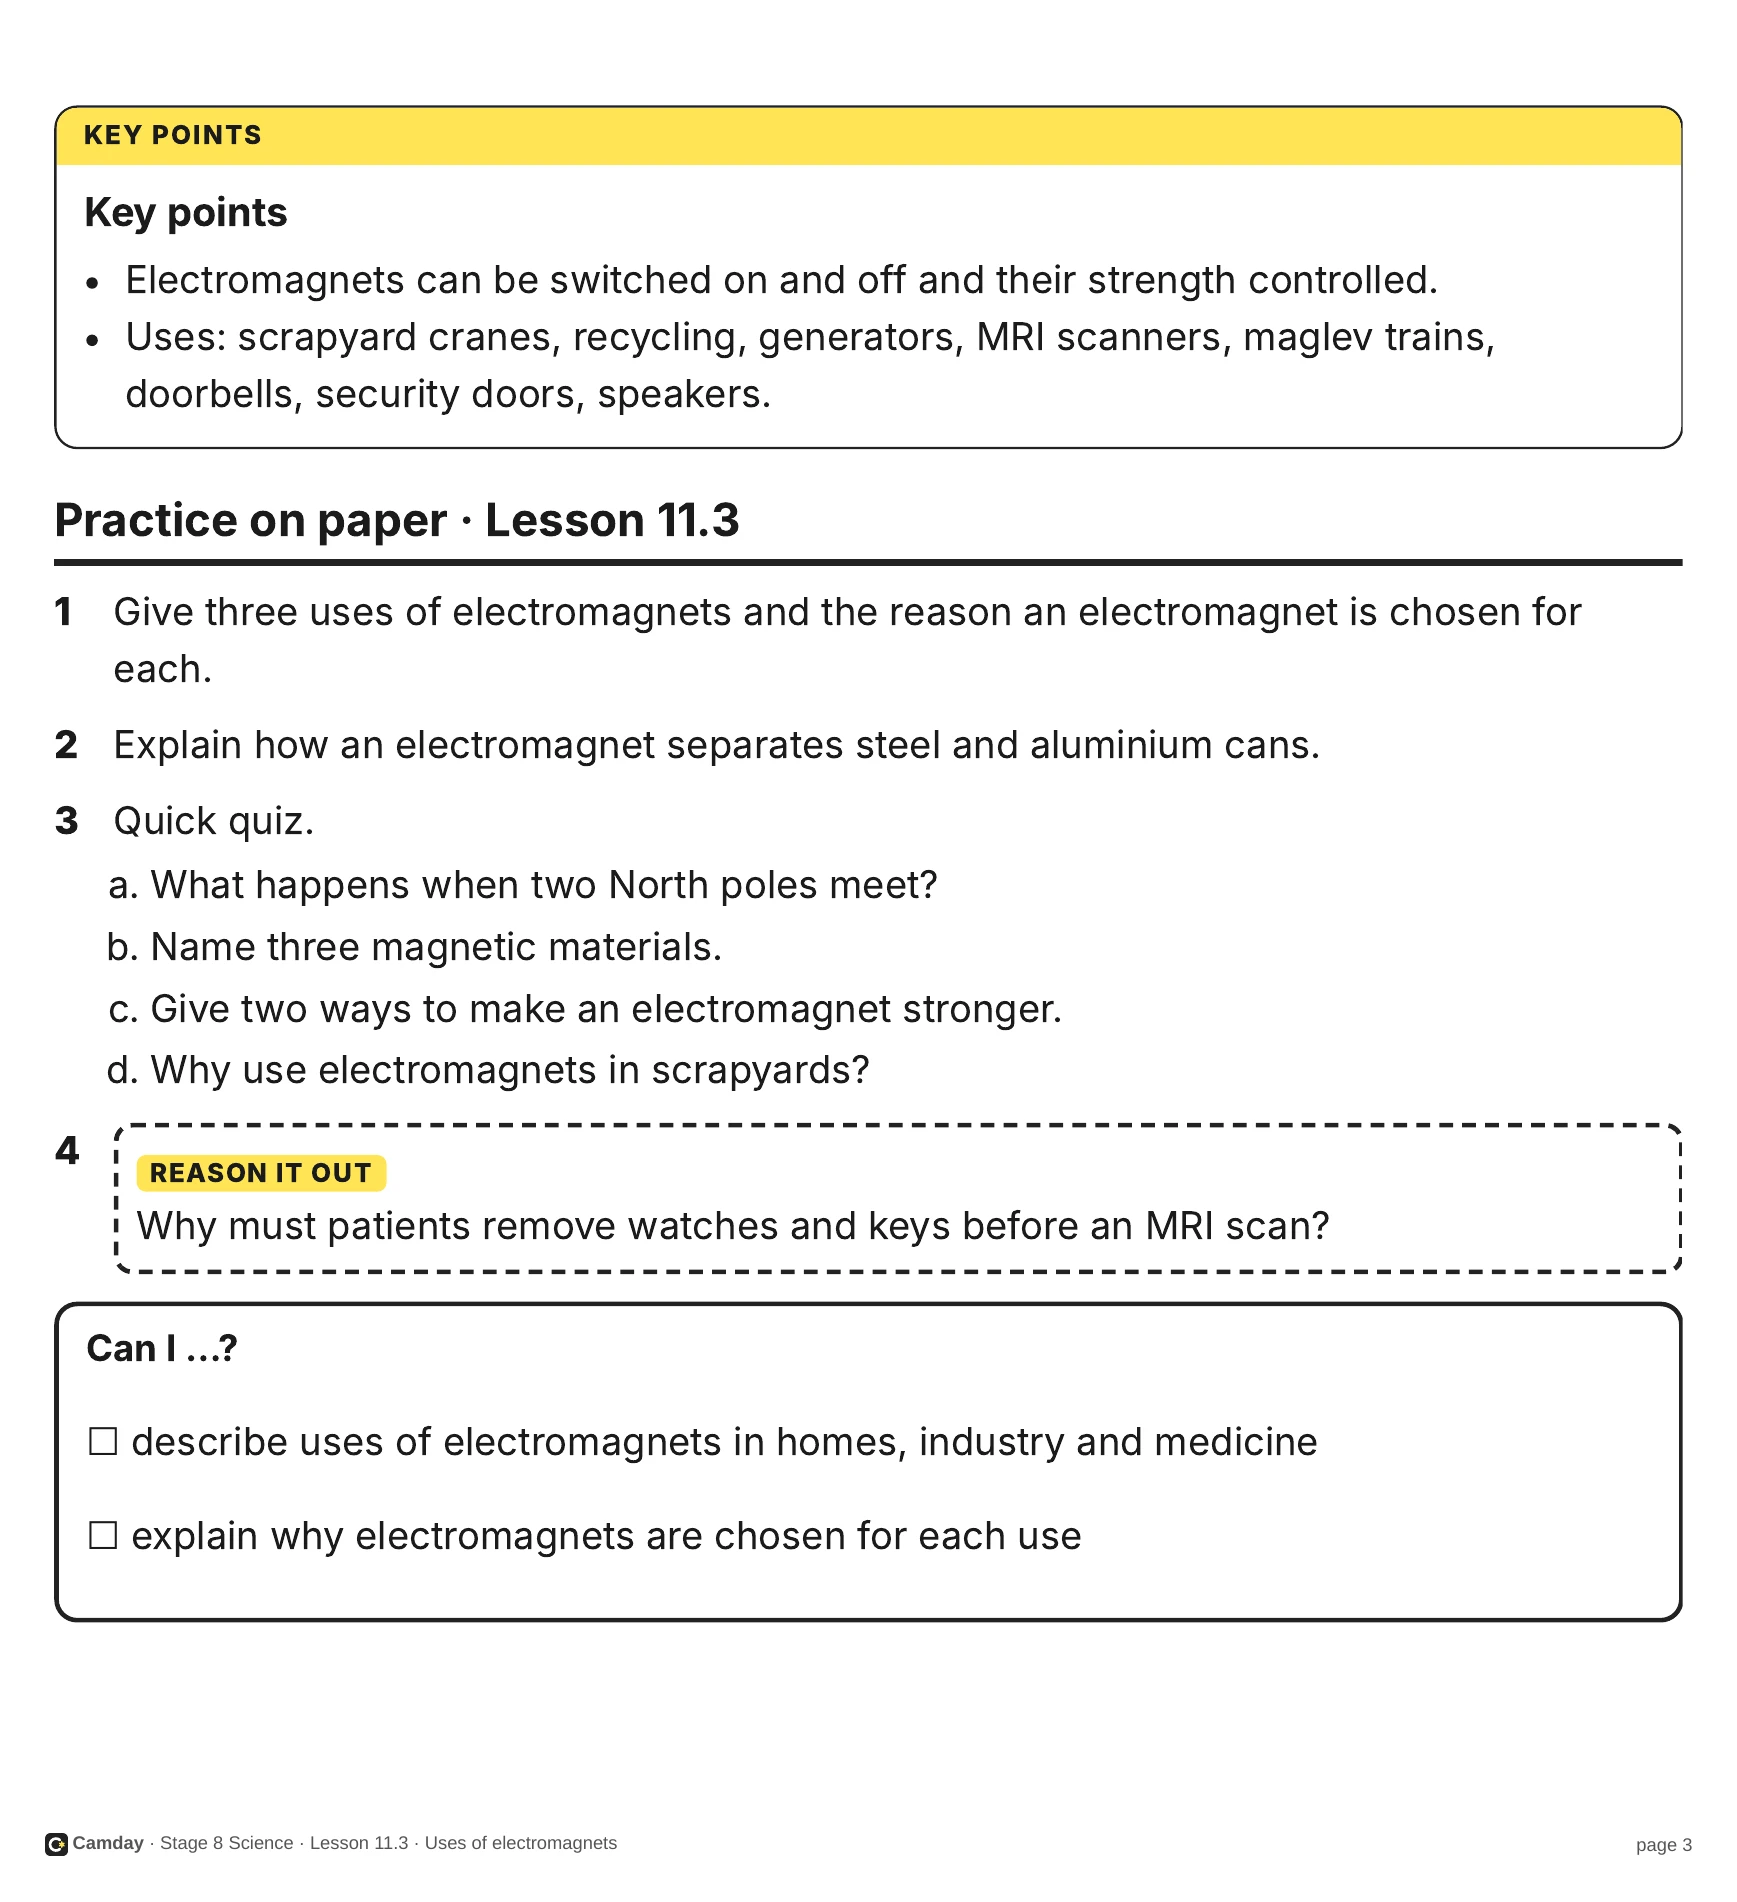 KEY POINTS
Key points
• Electromagnets can be switched on and off and their strength controlled.
• Uses: scrapyard cranes, recycling, generators, MRI scanners, maglev trains,
doorbells, security doors, speakers.
Practice on paper · Lesson 11.3
1 Give three uses of electromagnets and the reason an electromagnet is chosen for
each.
2 Explain how an electromagnet separates steel and aluminium cans.
3 Quick quiz.
a. What happens when two North poles meet?
b. Name three magnetic materials.
c. Give two ways to make an electromagnet stronger.
d. Why use electromagnets in scrapyards?
4 REASON IT OUT
Why must patients remove watches and keys before an MRI scan?
Can I ...?
☐ describe uses of electromagnets in homes, industry and medicine
☐ explain why electromagnets are chosen for each use
Camday · Stage 8 Science · Lesson 11.3 · Uses of electromagnets page 3